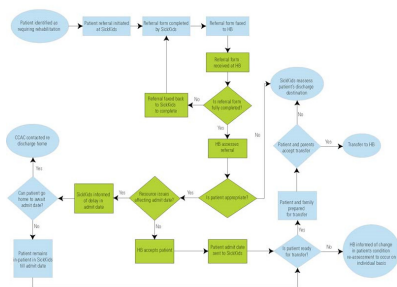 Patient identified as
requiring rehabilitation
Patient referral initiated
at SickKids
Referral form completed
by SickKids
Referral form faxed
to HB
Referral form
received at HB
Referral faxed back
to SickKids
to complete
No
Is referral form
fully completed?
Yes
HB assesses
referral
No
SickKids reassess
patient's discharge
destination
No
Patient and parents
accept transfer
Yes
Transfer to HB
CCAC contacted re
discharge home
Yes
Can patient go
home to await
admit date?
SickKids informed
of delay in
admit date
Yes
affecting admit date?
Yes
Is patient appropriate?
Patient and family
prepared
for transfer
No
Patient remains
in patient in SickKids
till admit date
No
HB accepts patient
Patient admit date
sent to SickKids
Yes
Is patient ready
for transfer?
No
HB informed of change
in patients condition
re-assessment to occur on
individual basis